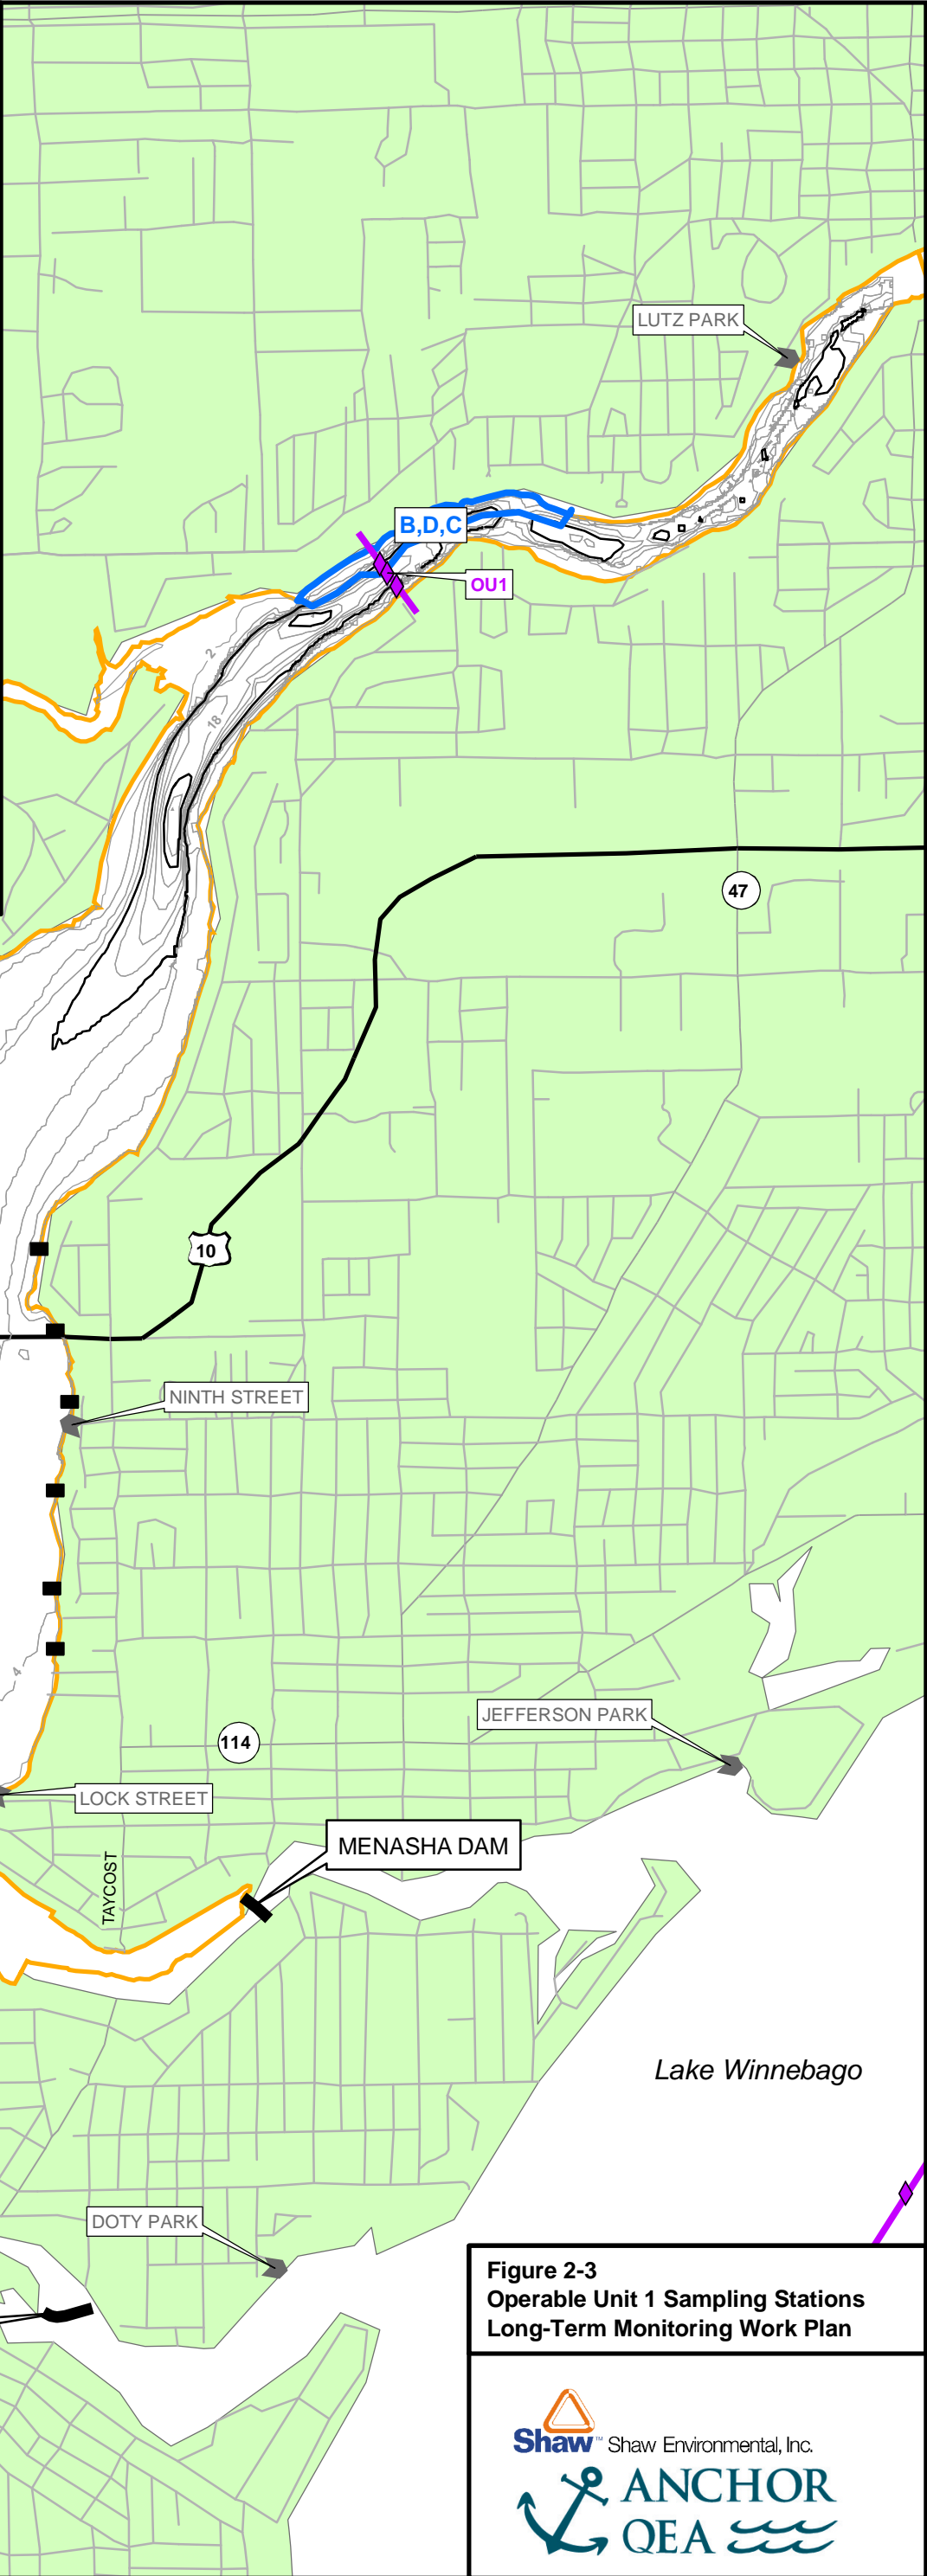 LUTZ PARK
B,D,C
OU1
2
18
47
10
NINTH STREET
4
JEFFERSON PARK
114
LOCK STREET
MENASHA DAM
TAYCOST
Lake Winnebago
DOTY PARK
Figure 2-3
Operable Unit 1 Sampling Stations
Long-Term Monitoring Work Plan
Shaw™ Shaw Environmental, Inc.
ANCHOR
QEA